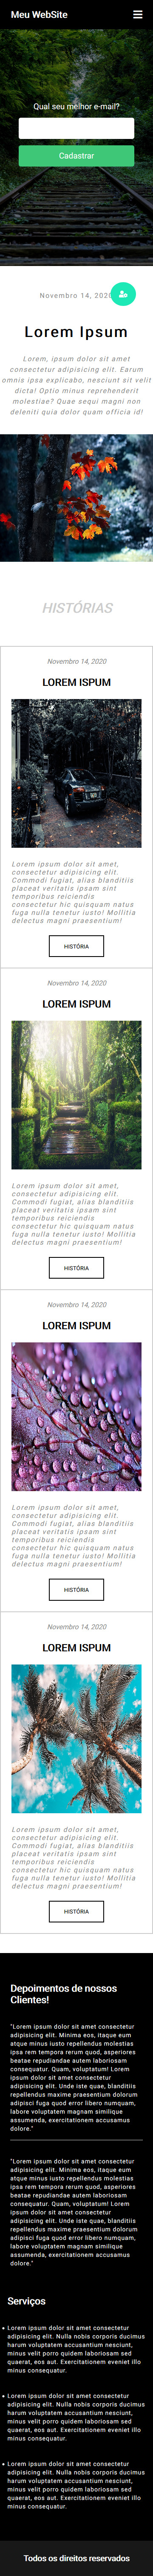 Meu WebSite
Qual seu melhor e-mail?
Cadastrar
Novembro 14, 2020
Lorem Ipsum
Lorem, ipsum dolor sit amet
consectetur adipisicing elit. Earum
omnis ipsa explicabo, nesciunt sit velit
dicta! Optio minus reprehenderit
molestiae? Quae sequi magni non
deleniti quia dolor quam officia id!
HISTÓRIAS
Novembro 14, 2020
LOREM ISPUM
Lorem ipsum dolor sit amet,
consectetur adipisicing elit.
Commodi fugiat, alias blanditiis
placeat veritatis ipsam sint
temporibus reiciendis
consectetur hic quisquam natus
fuga nulla tenetur iusto! Mollitia
delectus magni praesentium!
HISTÓRIA
Novembro 14, 2020
LOREM ISPUM
Lorem ipsum dolor sit amet,
consectetur adipisicing elit.
Commodi fugiat, alias blanditiis
placeat veritatis ipsam sint
temporibus reiciendis
consectetur hic quisquam natus
fuga nulla tenetur iusto! Mollitia
delectus magni praesentium!
HISTÓRIA
Novembro 14, 2020
LOREM ISPUM
Lorem ipsum dolor sit amet,
consectetur adipisicing elit.
Commodi fugiat, alias blanditiis
placeat veritatis ipsam sint
temporibus reiciendis
consectetur hic quisquam natus
fuga nulla tenetur iusto! Mollitia
delectus magni praesentium!
HISTÓRIA
Novembro 14, 2020
LOREM ISPUM
Lorem ipsum dolor sit amet,
consectetur adipisicing elit.
Commodi fugiat, alias blanditiis
placeat veritatis ipsam sint
temporibus reiciendis
consectetur hic quisquam natus
fuga nulla tenetur iusto! Mollitia
delectus magni praesentium!
HISTÓRIA
Depoimentos de nossos
Clientes!
"Lorem ipsum dolor sit amet consectetur
adipisicing elit. Minima eos, itaque eum
atque minus iusto repellendus molestias
ipsa rem tempora rerum quod, asperiores
beatae repudiandae autem laboriosam
consequatur. Quam, voluptatum! Lorem
ipsum dolor sit amet consectetur
adipisicing elit. Unde iste quae, blanditiis
repellendus maxime praesentium dolorum
adipisci fuga quod error libero numquam,
labore voluptatem magnam similique
assumenda, exercitationem accusamus
dolore."
"Lorem ipsum dolor sit amet consectetur
adipisicing elit. Minima eos, itaque eum
atque minus iusto repellendus molestias
ipsa rem tempora rerum quod, asperiores
beatae repudiandae autem laboriosam
consequatur. Quam, voluptatum! Lorem
ipsum dolor sit amet consectetur
adipisicing elit. Unde iste quae, blanditiis
repellendus maxime praesentium dolorum
adipisci fuga quod error libero numquam,
labore voluptatem magnam similique
assumenda, exercitationem accusamus
dolore."
Serviços
• Lorem ipsum dolor sit amet consectetur
adipisicing elit. Nulla nobis corporis ducimus
harum voluptatem accusantium nesciunt,
minus velit porro quidem laboriosam sed
quaerat, eos aut. Exercitationem eveniet illo
minus consequatur.
• Lorem ipsum dolor sit amet consectetur
adipisicing elit. Nulla nobis corporis ducimus
harum voluptatem accusantium nesciunt,
minus velit porro quidem laboriosam sed
quaerat, eos aut. Exercitationem eveniet illo
minus consequatur.
• Lorem ipsum dolor sit amet consectetur
adipisicing elit. Nulla nobis corporis ducimus
harum voluptatem accusantium nesciunt,
minus velit porro quidem laboriosam sed
quaerat, eos aut. Exercitationem eveniet illo
minus consequatur.
Todos os direitos reservados